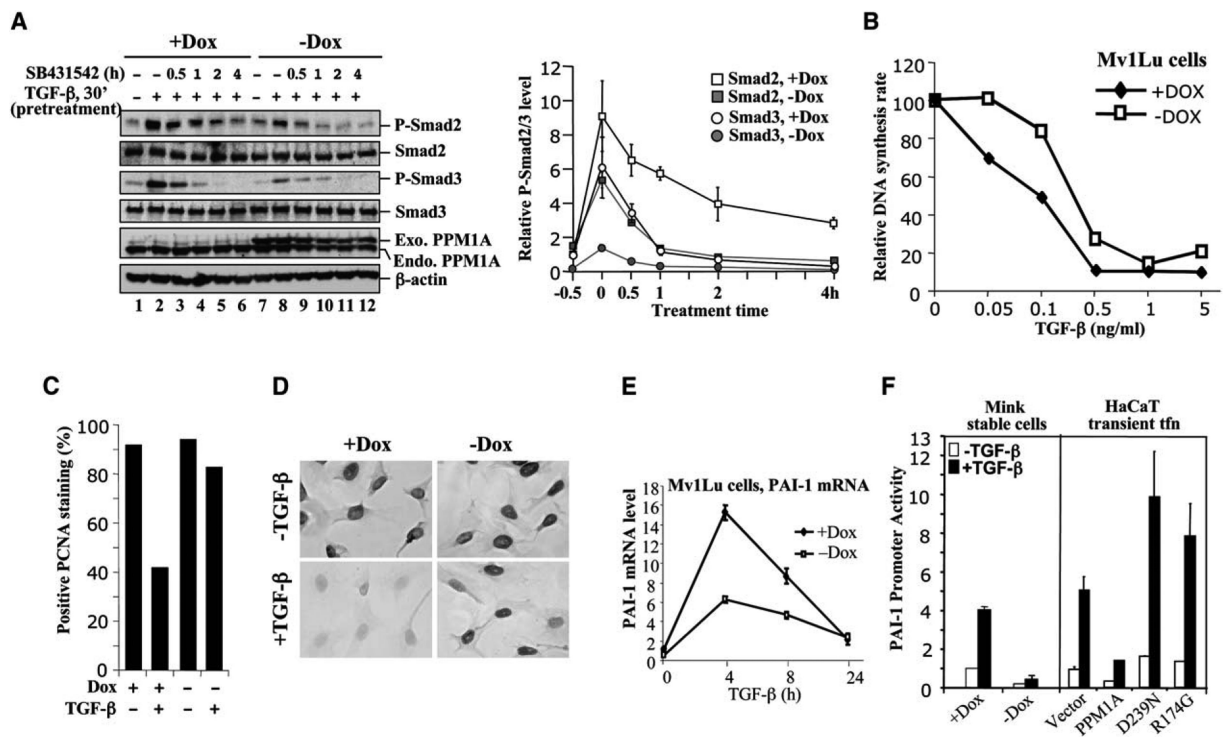 A
+Dox -Dox
SB431542 (h) – – 0.5 1 2 4 – – 0.5 1 2 4
TGF-β, 30' – + + + + + – + + + + +
(pretreatment)
P-Smad2
Smad2
P-Smad3
Smad3
Exo. PPM1A
Endo. PPM1A
β-actin
1 2 3 4 5 6 7 8 9 10 11 12
Relative P-Smad2/3 level
12
10
8
6
4
2
0
Smad2, +Dox
Smad2, -Dox
Smad3, +Dox
Smad3, -Dox
-0.5 0 0.5 1 2 4h
Treatment time
B
Mv1Lu cells
+DOX
-DOX
Relative DNA synthesis rate
120
100
80
60
40
20
0
0 0.05 0.1 0.5 1 5
TGF-β (ng/ml)
C
Positive PCNA staining (%)
100
80
60
40
20
0
Dox + + – –
TGF-β – + – +
D
+Dox -Dox
-TGF-β
+TGF-β
E
Mv1Lu cells, PAI-1 mRNA
+Dox
–Dox
PAI-1 mRNA level
18
16
14
12
10
8
6
4
2
0
0 4 8 24
TGF-β (h)
F
Mink
stable cells
HaCaT
transient tfn
-TGF-β
+TGF-β
PAI-1 Promoter Activity
13
12
10
8
6
4
2
0
+Dox
-Dox
Vector
PPM1A
D239N
R174G